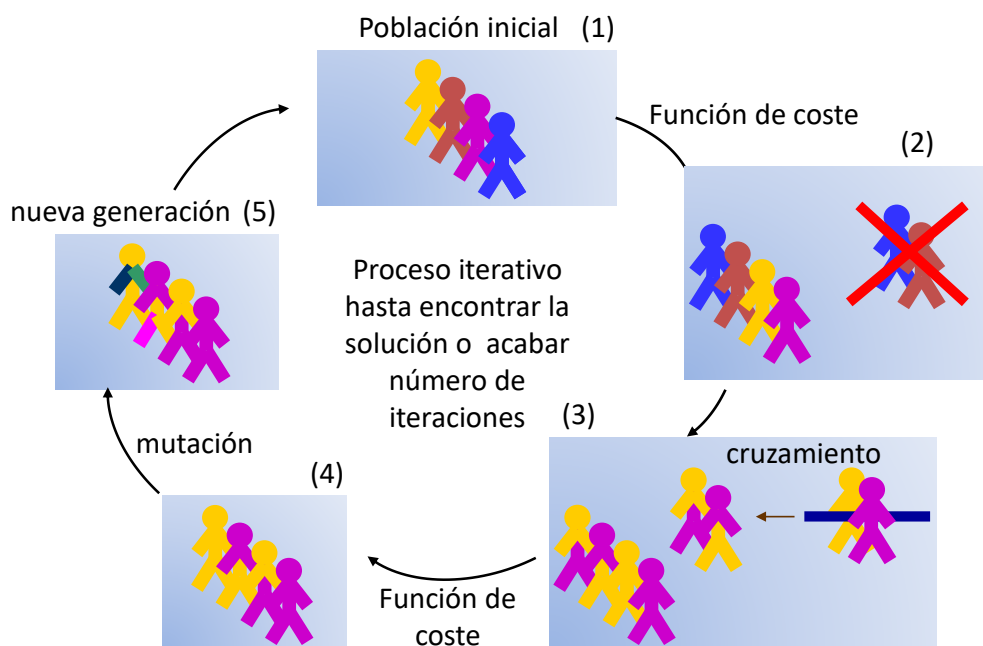 Población inicial (1)
Función de coste
(2)
nueva generación (5)
Proceso iterativo
hasta encontrar la
solución o acabar
número de
iteraciones
(3)
cruzamiento
mutación
(4)
Función de
coste